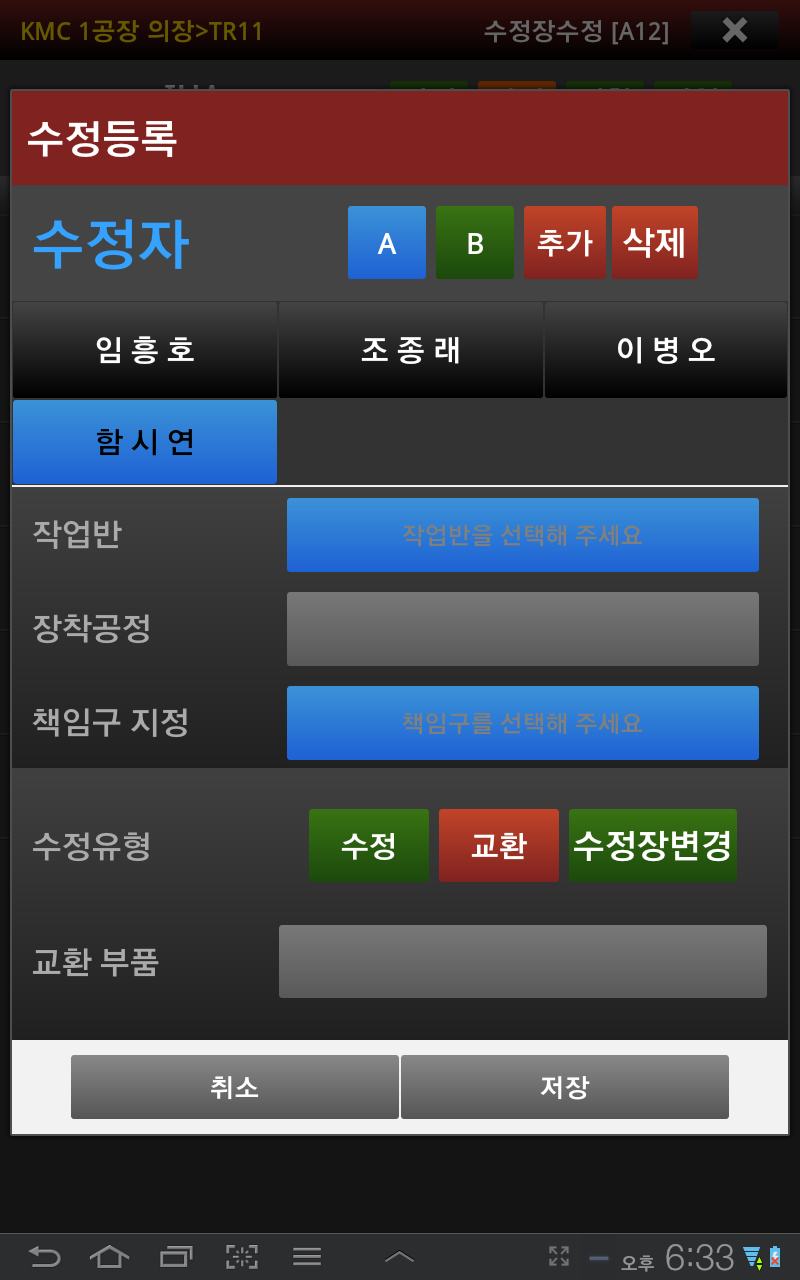 KMC 1공장 의장>TR11
수정장수정 [A12]
수정등록
수정자
A
B
추가
삭제
임 흥 호
조 종 래
이 병 오
함 시 연
작업반
작업반을 선택해 주세요
장착공정
책임구 지정
책임구를 선택해 주세요
수정유형
수정
교환
수정장변경
교환 부품
취소
저장
오후 6:33